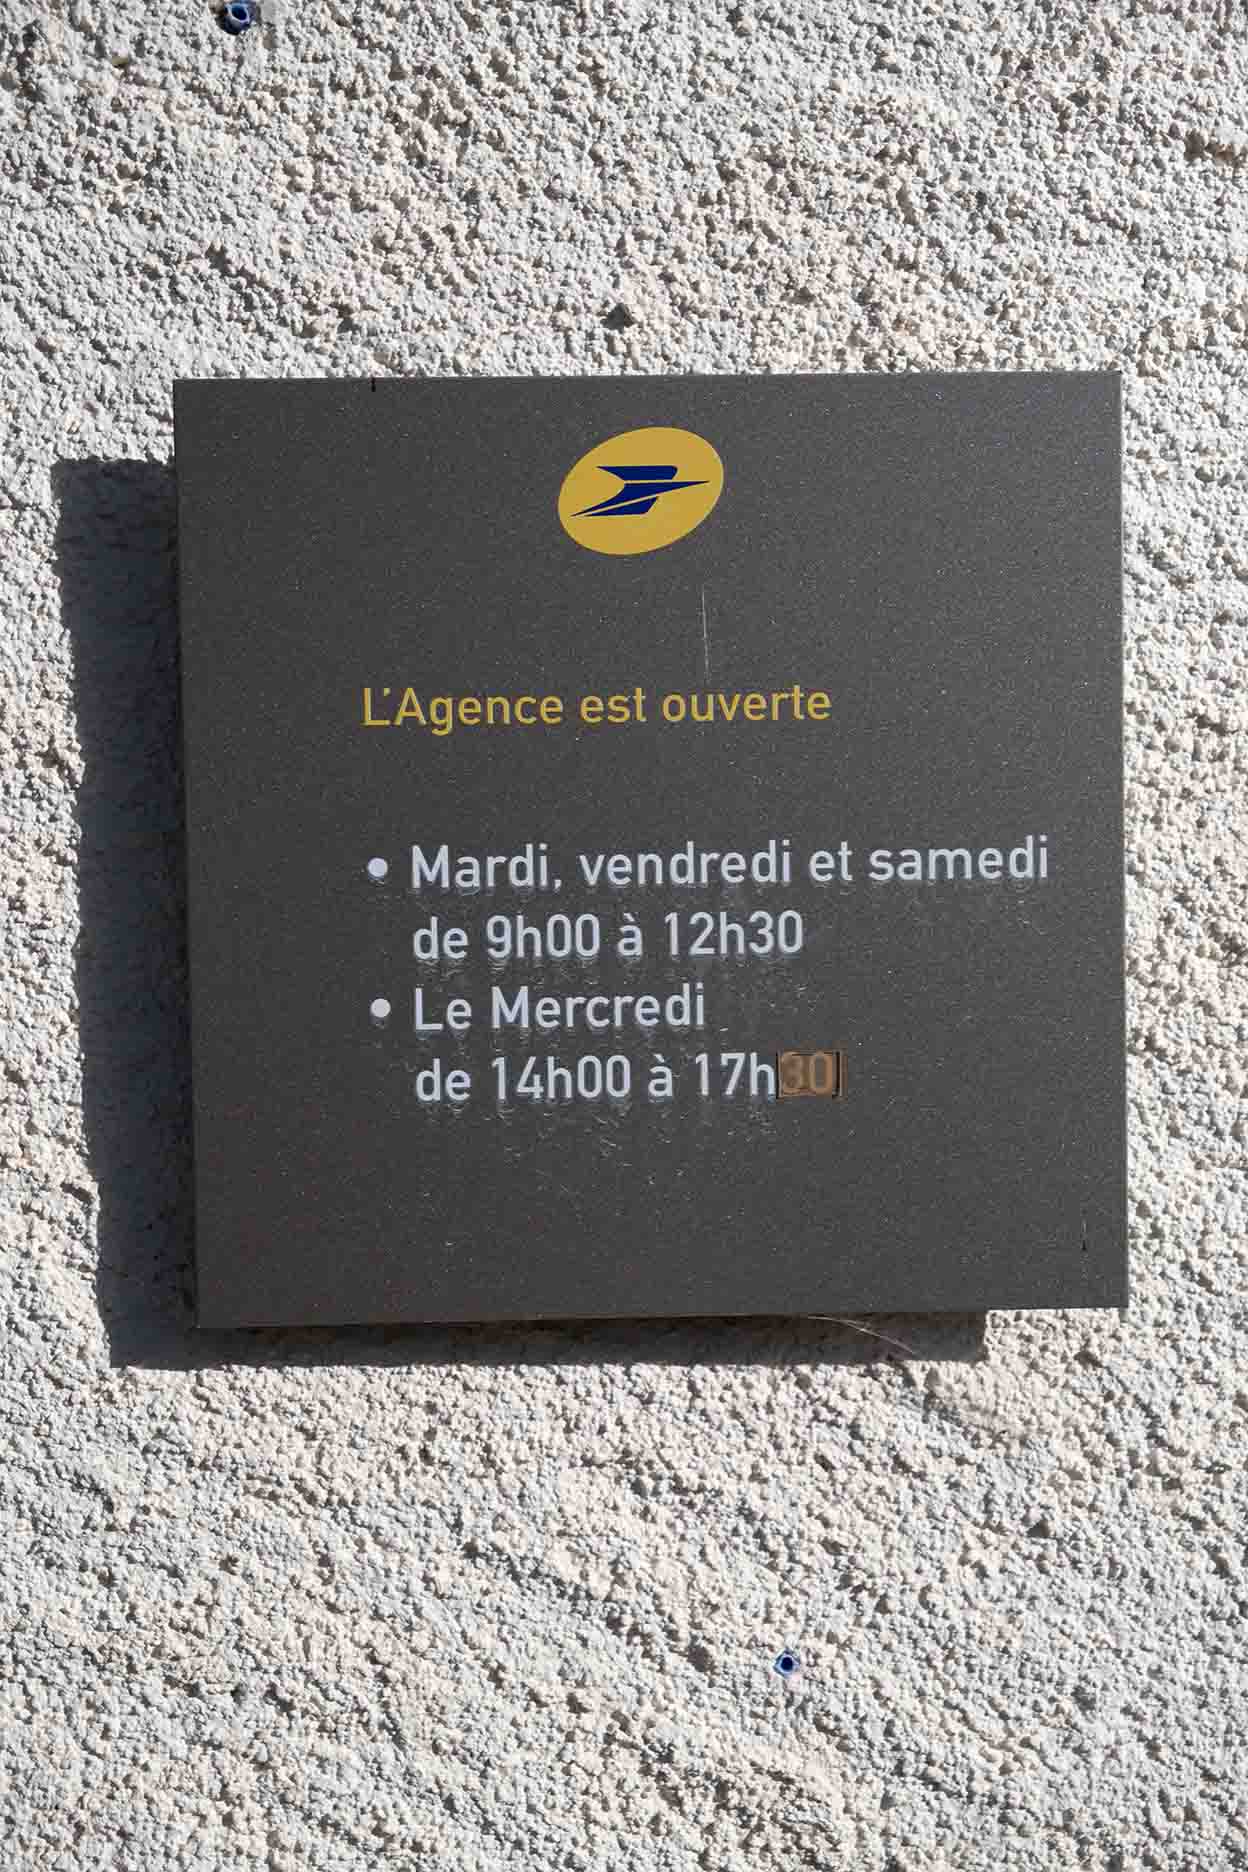 L'Agence est ouverte
• Mardi, vendredi et samedi
de 9h00 à 12h30
• Le Mercredi
de 14h00 à 17h30